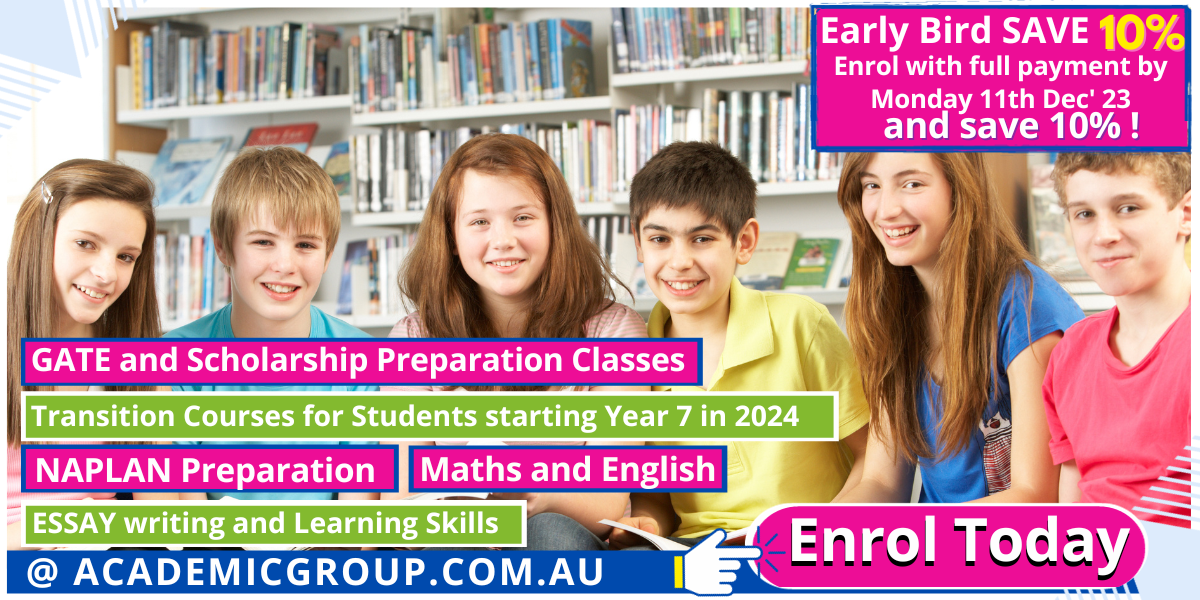 Early Bird SAVE 10%
Enrol with full payment by
Monday 11th Dec' 23
and save 10% !
GATE and Scholarship Preparation Classes
Transition Courses for Students starting Year 7 in 2024
NAPLAN Preparation
Maths and English
ESSAY writing and Learning Skills
@ ACADEMICGROUP.COM.AU
Enrol Today